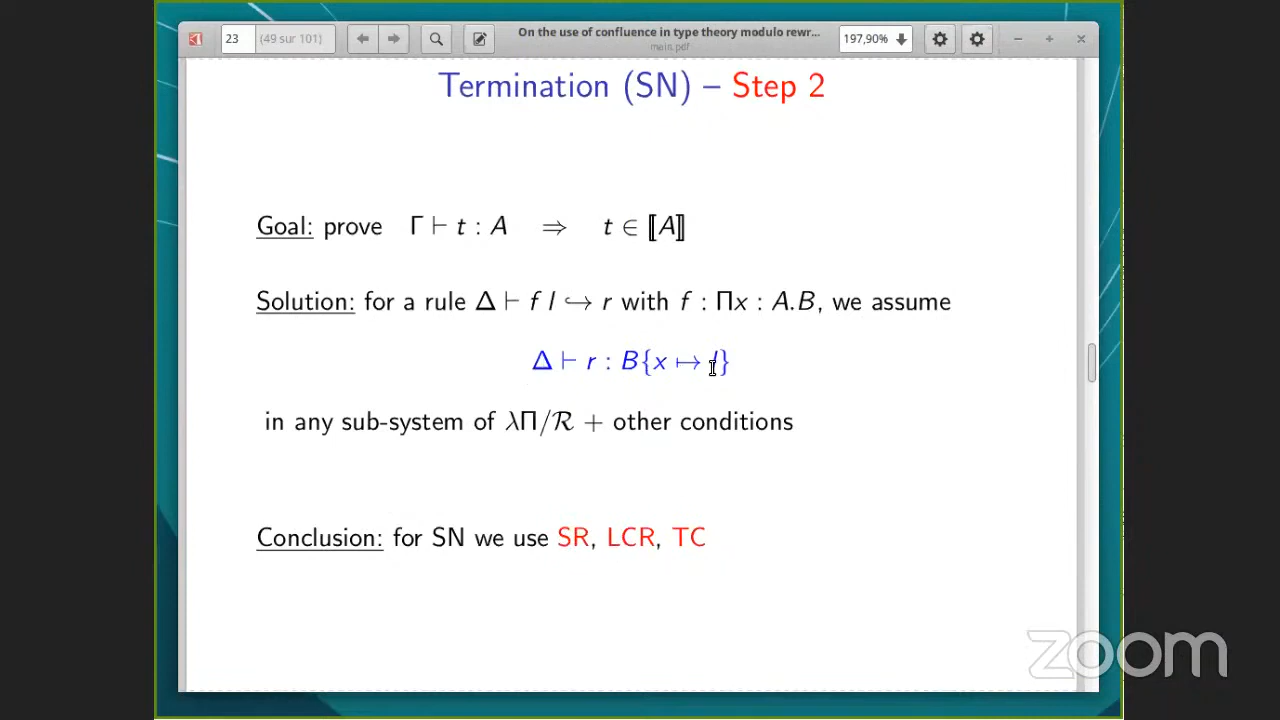 23
(49 sur 101)
On the use of confluence in type theory modulo rewr...
main.pdf
197,90%
Termination (SN) – Step 2
Goal: prove Γ ⊢ t : A ⇒ t ∈ ⟦A⟧
Solution: for a rule Δ ⊢ f l ↪ r with f : Πx : A.B, we assume
Δ ⊢ r : B{x ↦ l}
in any sub-system of λΠ/ℛ + other conditions
Conclusion: for SN we use SR, LCR, TC
zoom